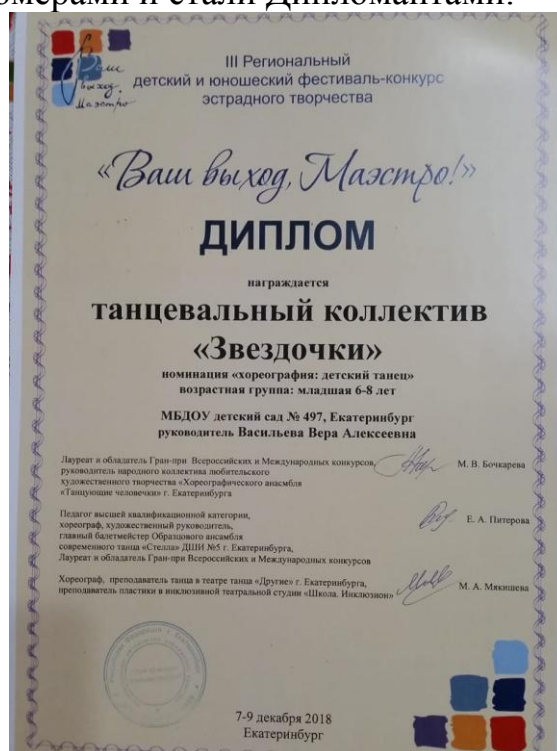 омерами и стали Дипломантами.
Ваш
выход,
Маэстро
III Региональный
детский и юношеский фестиваль-конкурс
эстрадного творчества
«Ваш выход, Маэстро!»
ДИПЛОМ
награждается
танцевальный коллектив
«Звездочки»
номинация «хореография: детский танец»
возрастная группа: младшая 6-8 лет
МБДОУ детский сад № 497, Екатеринбург
руководитель Васильева Вера Алексеевна
Лауреат и обладатель Гран-при Всероссийских и Международных конкурсов,
руководитель народного коллектива любительского
художественного творчества «Хореографического анасмбля
«Танцующие человечки» г. Екатеринбурга
М. В. Бочкарева
Педагог высшей квалификационной категории,
хореограф, художественный руководитель,
главный балетмейстер Образцового ансамбля
современного танца «Стелла» ДШИ №5 г. Екатеринбурга,
Лауреат и обладатель Гран-при Всероссийских и Международных конкурсов
Е. А. Питерова
Хореограф, преподаватель танца в театре танца «Другие» г. Екатеринбурга,
преподаватель пластики в инклюзивной театральной студии «Школа. Инклюзион»
М. А. Мякишева
7-9 декабря 2018
Екатеринбург